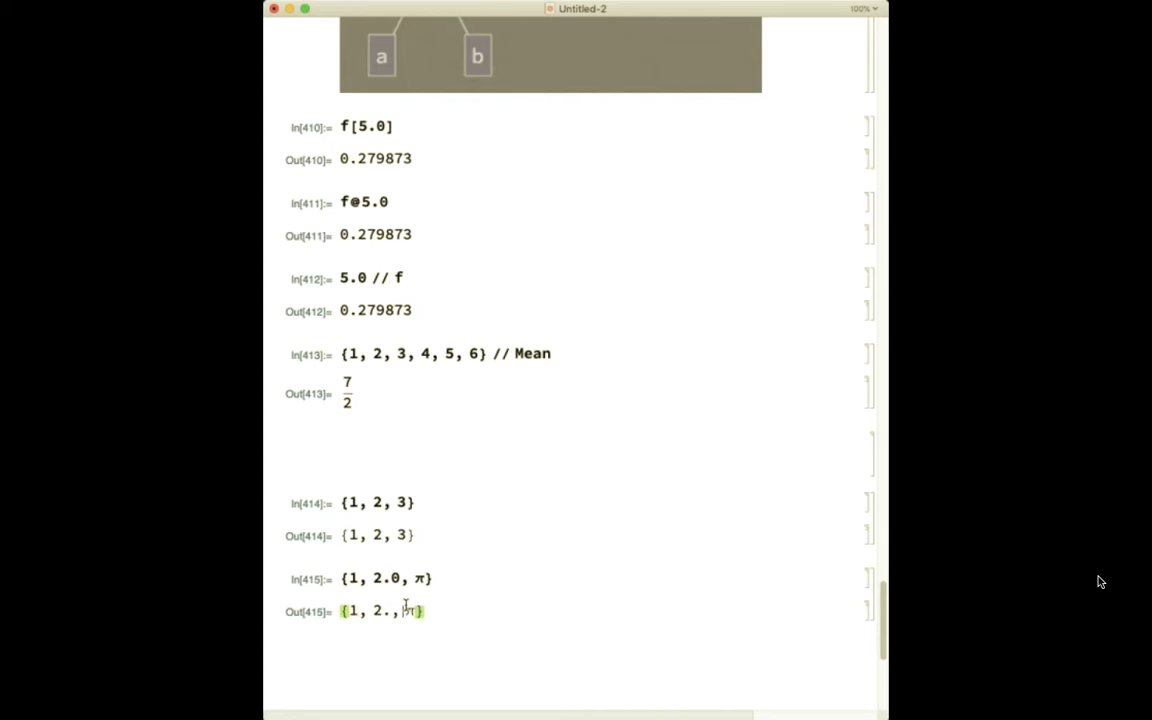 Untitled-2
100%
a b
In[410]:= f[5.0]
Out[410]= 0.279873
In[411]:= f@5.0
Out[411]= 0.279873
In[412]:= 5.0 // f
Out[412]= 0.279873
In[413]:= {1, 2, 3, 4, 5, 6} // Mean
Out[413]= 7
2
In[414]:= {1, 2, 3}
Out[414]= {1, 2, 3}
In[415]:= {1, 2.0, π}
Out[415]= {1, 2., π}